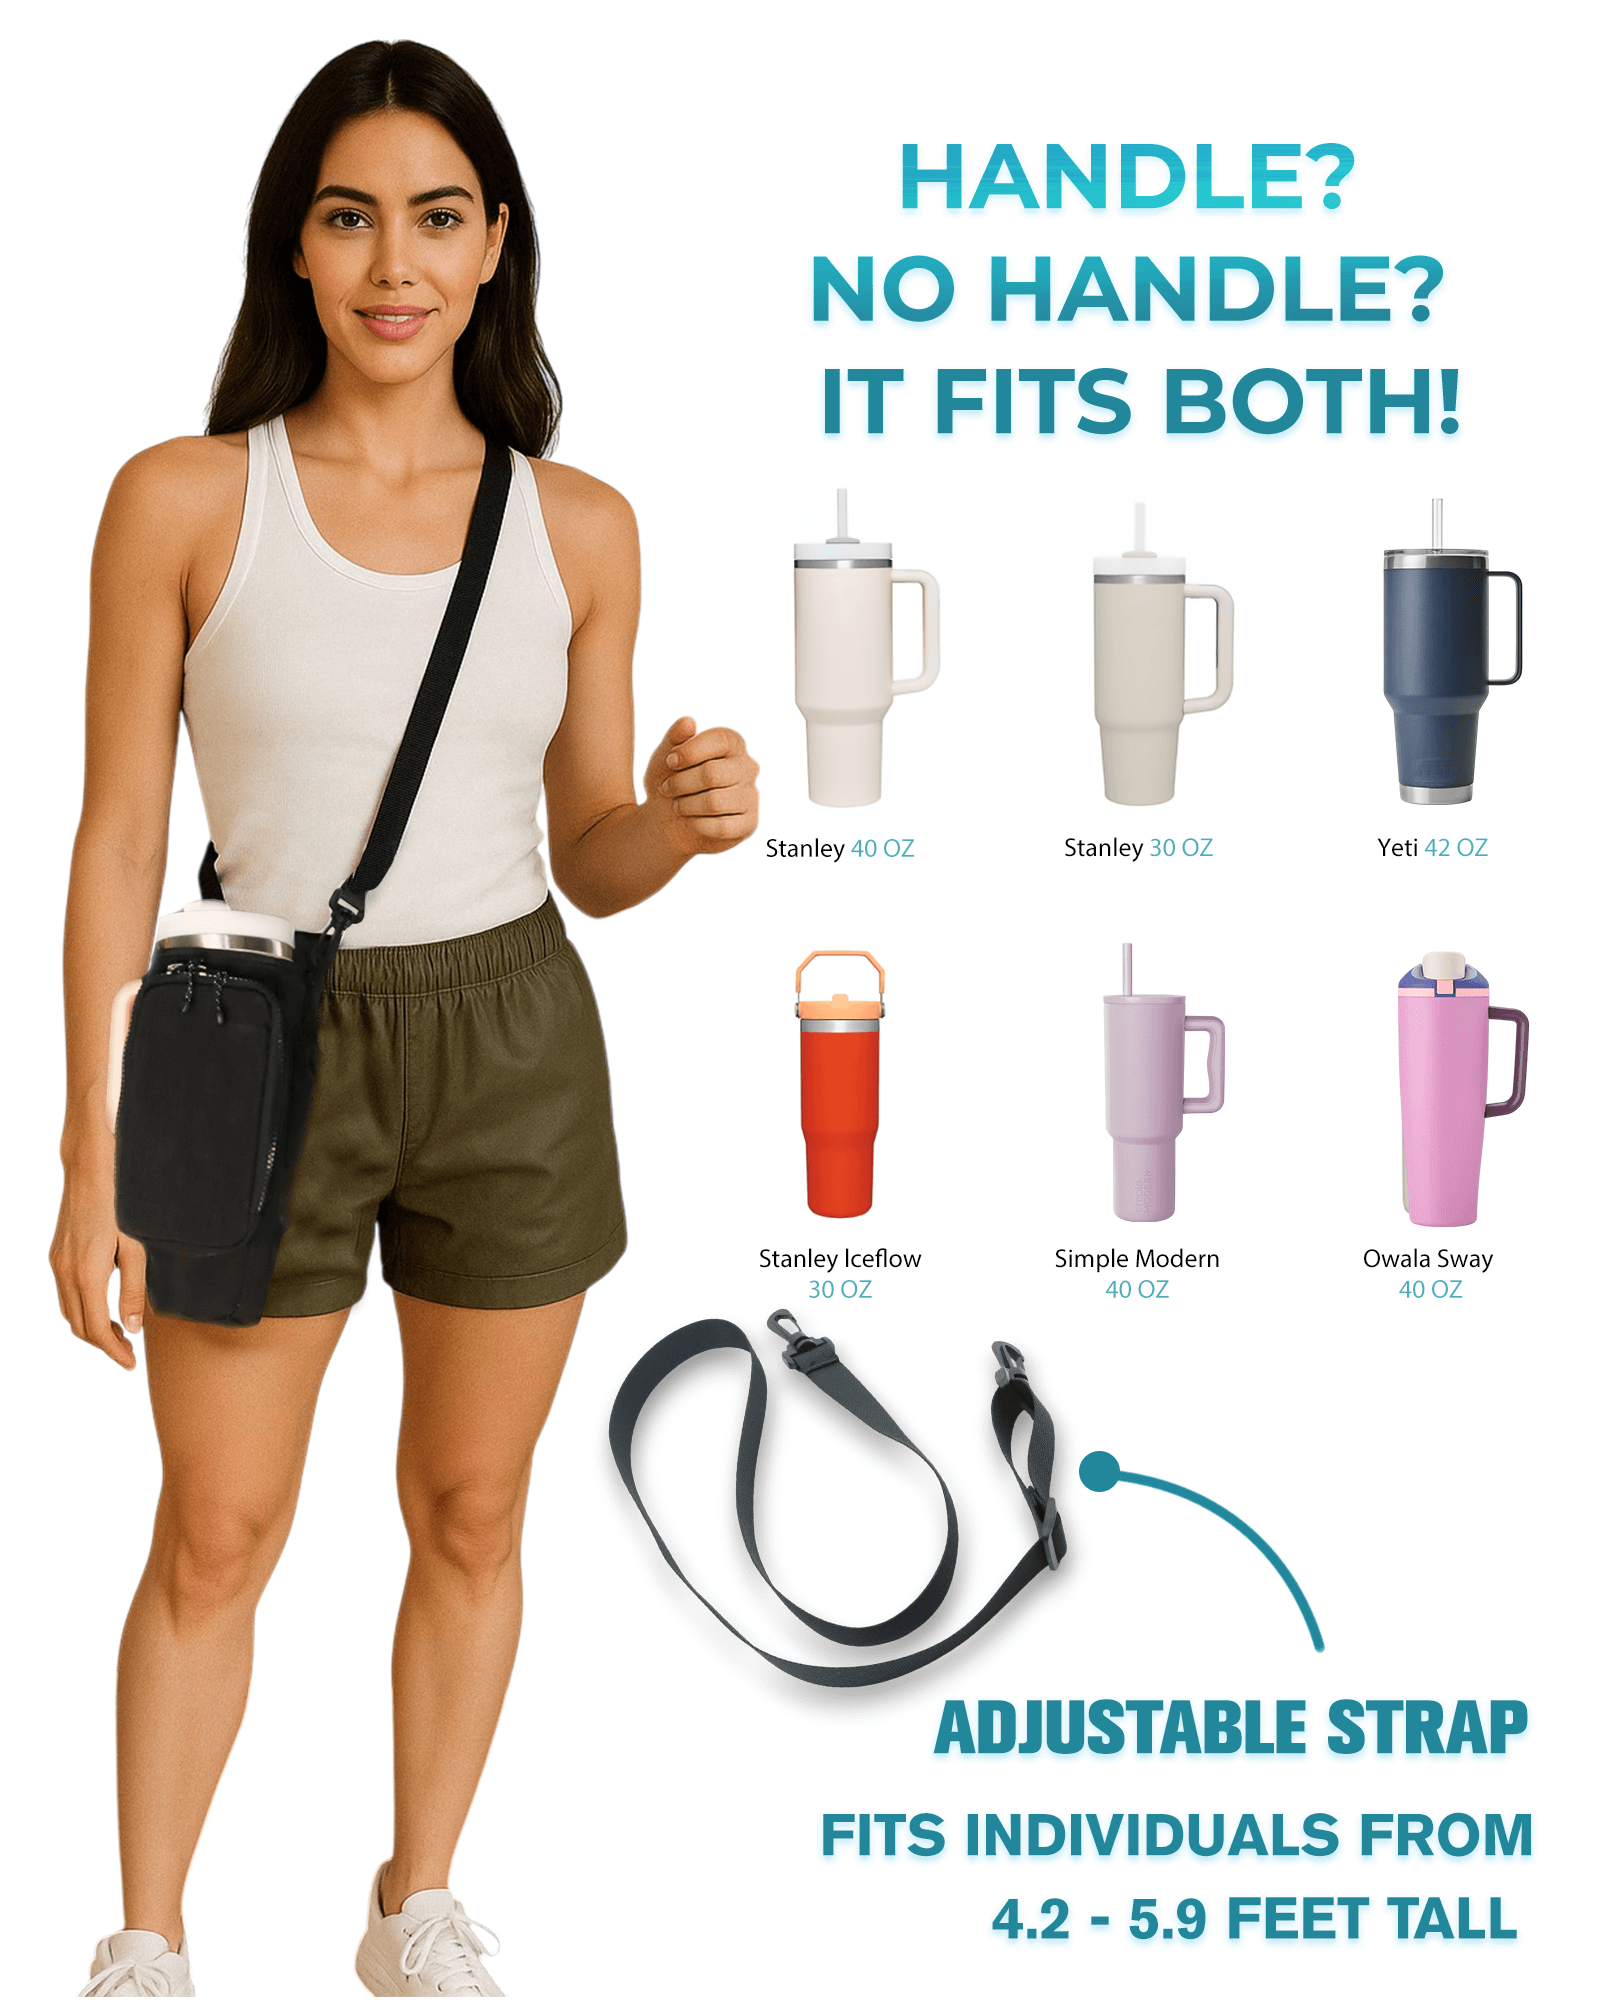 HANDLE?
NO HANDLE?
IT FITS BOTH!
Stanley 40 OZ
Stanley 30 OZ
Yeti 42 OZ
Stanley Iceflow
30 OZ
Simple Modern
40 OZ
Owala Sway
40 OZ
ADJUSTABLE STRAP
FITS INDIVIDUALS FROM
4.2 - 5.9 FEET TALL